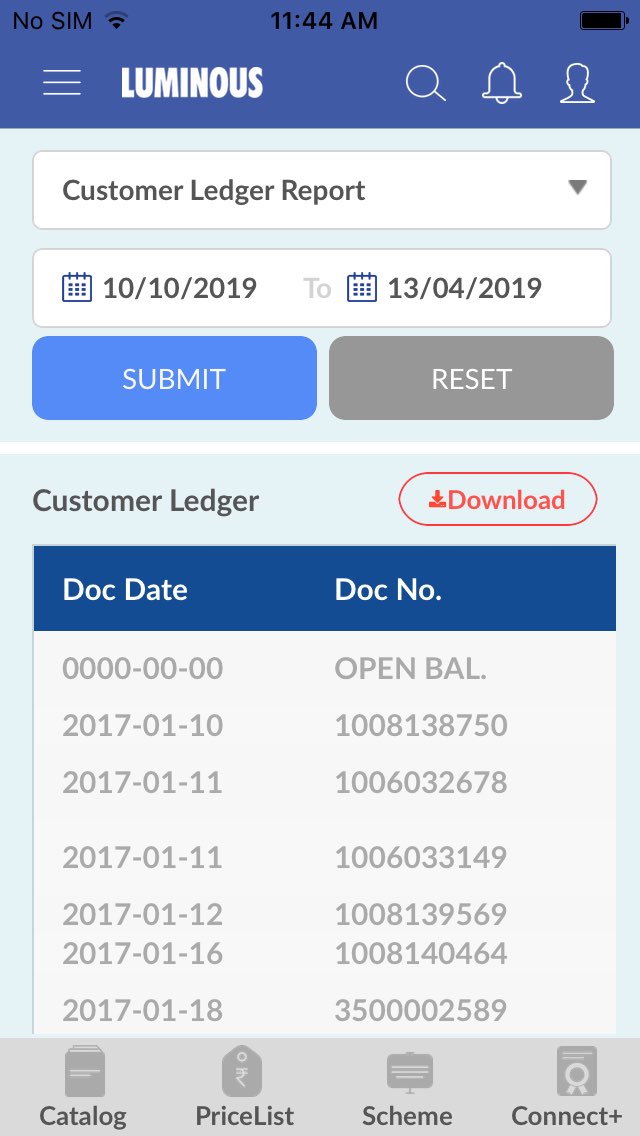 No SIM 11:44 AM
LUMINOUS
Customer Ledger Report
10/10/2019 To 13/04/2019
SUBMIT RESET
Customer Ledger Download
Doc Date Doc No.
0000-00-00 OPEN BAL.
2017-01-10 1008138750
2017-01-11 1006032678
2017-01-11 1006033149
2017-01-12 1008139569
2017-01-16 1008140464
2017-01-18 3500002589
₹
Catalog PriceList Scheme Connect+